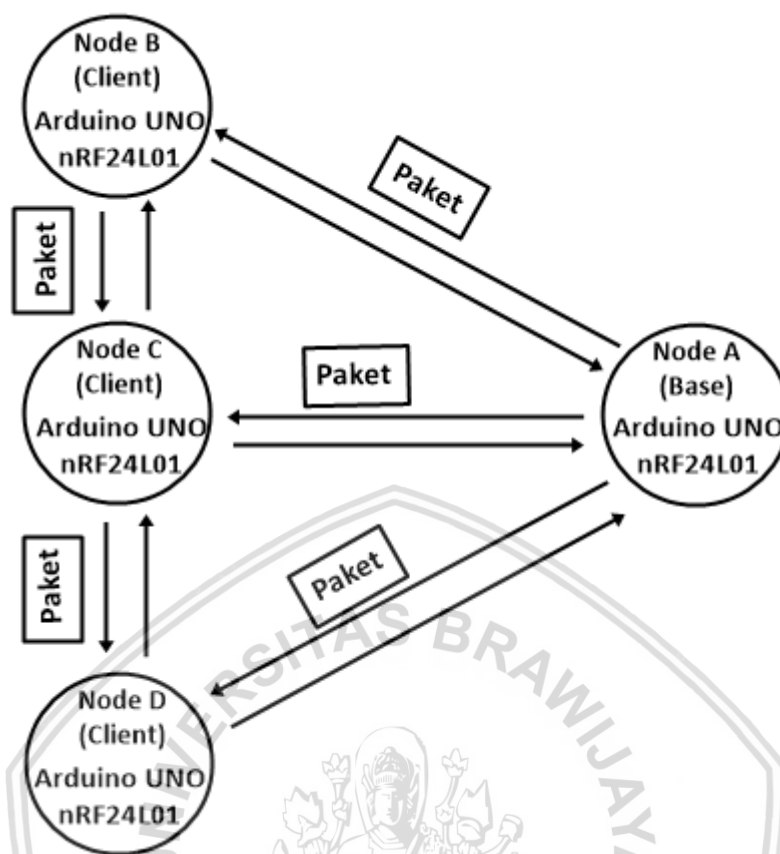 Node B
(Client)
Arduino UNO
nRF24L01
Paket
Paket
Node C
(Client)
Arduino UNO
nRF24L01
Paket
Node A
(Base)
Arduino UNO
nRF24L01
Paket
Paket
Node D
(Client)
Arduino UNO
nRF24L01
UNIVERSITAS BRAWIJAYA